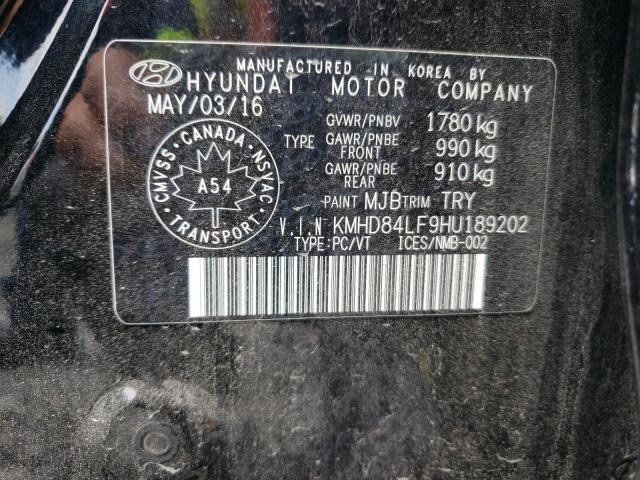 MANUFACTURED IN KOREA BY
HYUNDAI MOTOR COMPANY
MAY/03/16
GVWR/PNBV 1780 kg
TYPE GAWR/PNBE FRONT 990 kg
GAWR/PNBE REAR 910 kg
PAINT MJB TRIM TRY
CANADA
CMVSS
NSVAC
A54
TRANSPORT
V.I.N KMHD84LF9HU189202
TYPE:PC/VT ICES/NMB-002